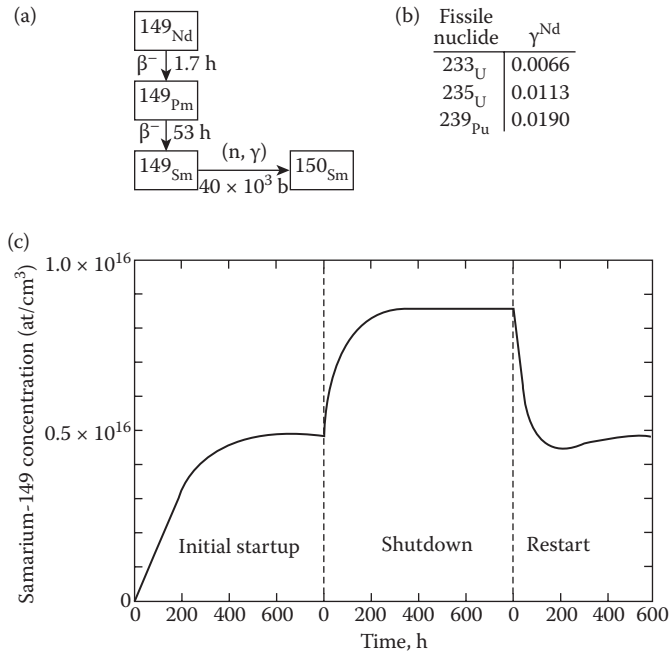 (a)
149Nd
β− 1.7 h
149Pm
β− 53 h
149Sm
(n, γ)
40 × 10³ b
150Sm
(b)
Fissile nuclide γNd
233U 0.0066
235U 0.0113
239Pu 0.0190
(c)
Samarium-149 concentration (at/cm³)
1.0 × 10¹⁶
0.5 × 10¹⁶
0
Initial startup
Shutdown
Restart
0 200 400 0 200 400 0 200 400 600
Time, h